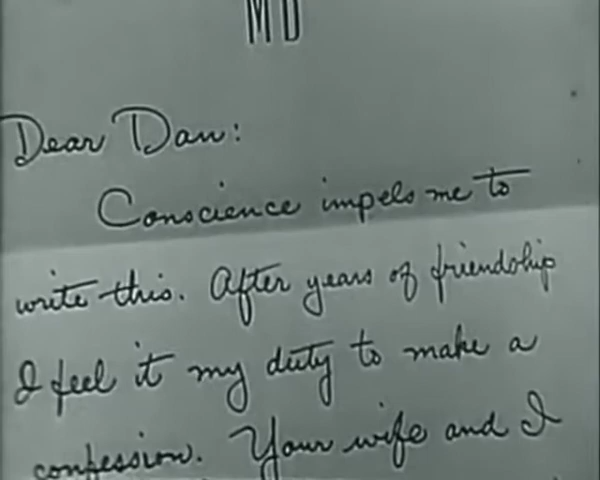 MD
Dear Dan:
Conscience impels me to
write this. After years of friendship
I feel it my duty to make a
confession. Your wife and I